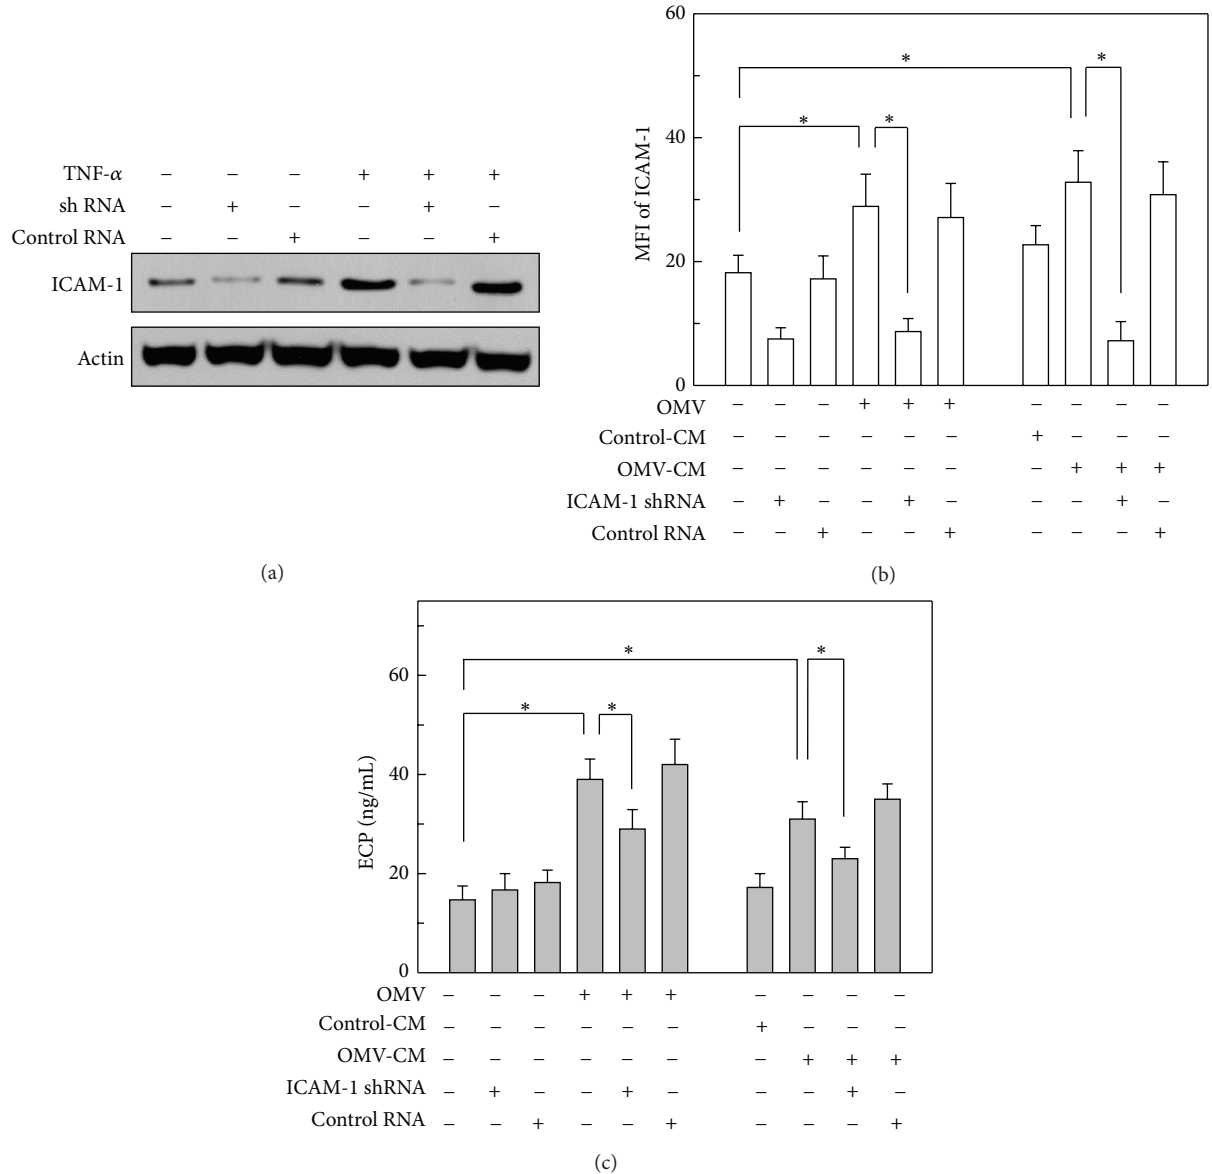 TNF-α – – – + + +
sh RNA – + – – + –
Control RNA – – + – – +
ICAM-1
Actin
(a)
60
40
20
0
MFI of ICAM-1
* *
* *
OMV – – – + + + – – – –
Control-CM – – – – – – + – – –
OMV-CM – – – – – – – + + +
ICAM-1 shRNA – + – – + – – – + –
Control RNA – – + – – + – – – +
(b)
60
40
20
0
ECP (ng/mL)
* *
* *
OMV – – – + + + – – – –
Control-CM – – – – – – + – – –
OMV-CM – – – – – – – + + +
ICAM-1 shRNA – + – – + – – – + –
Control RNA – – + – – + – – – +
(c)